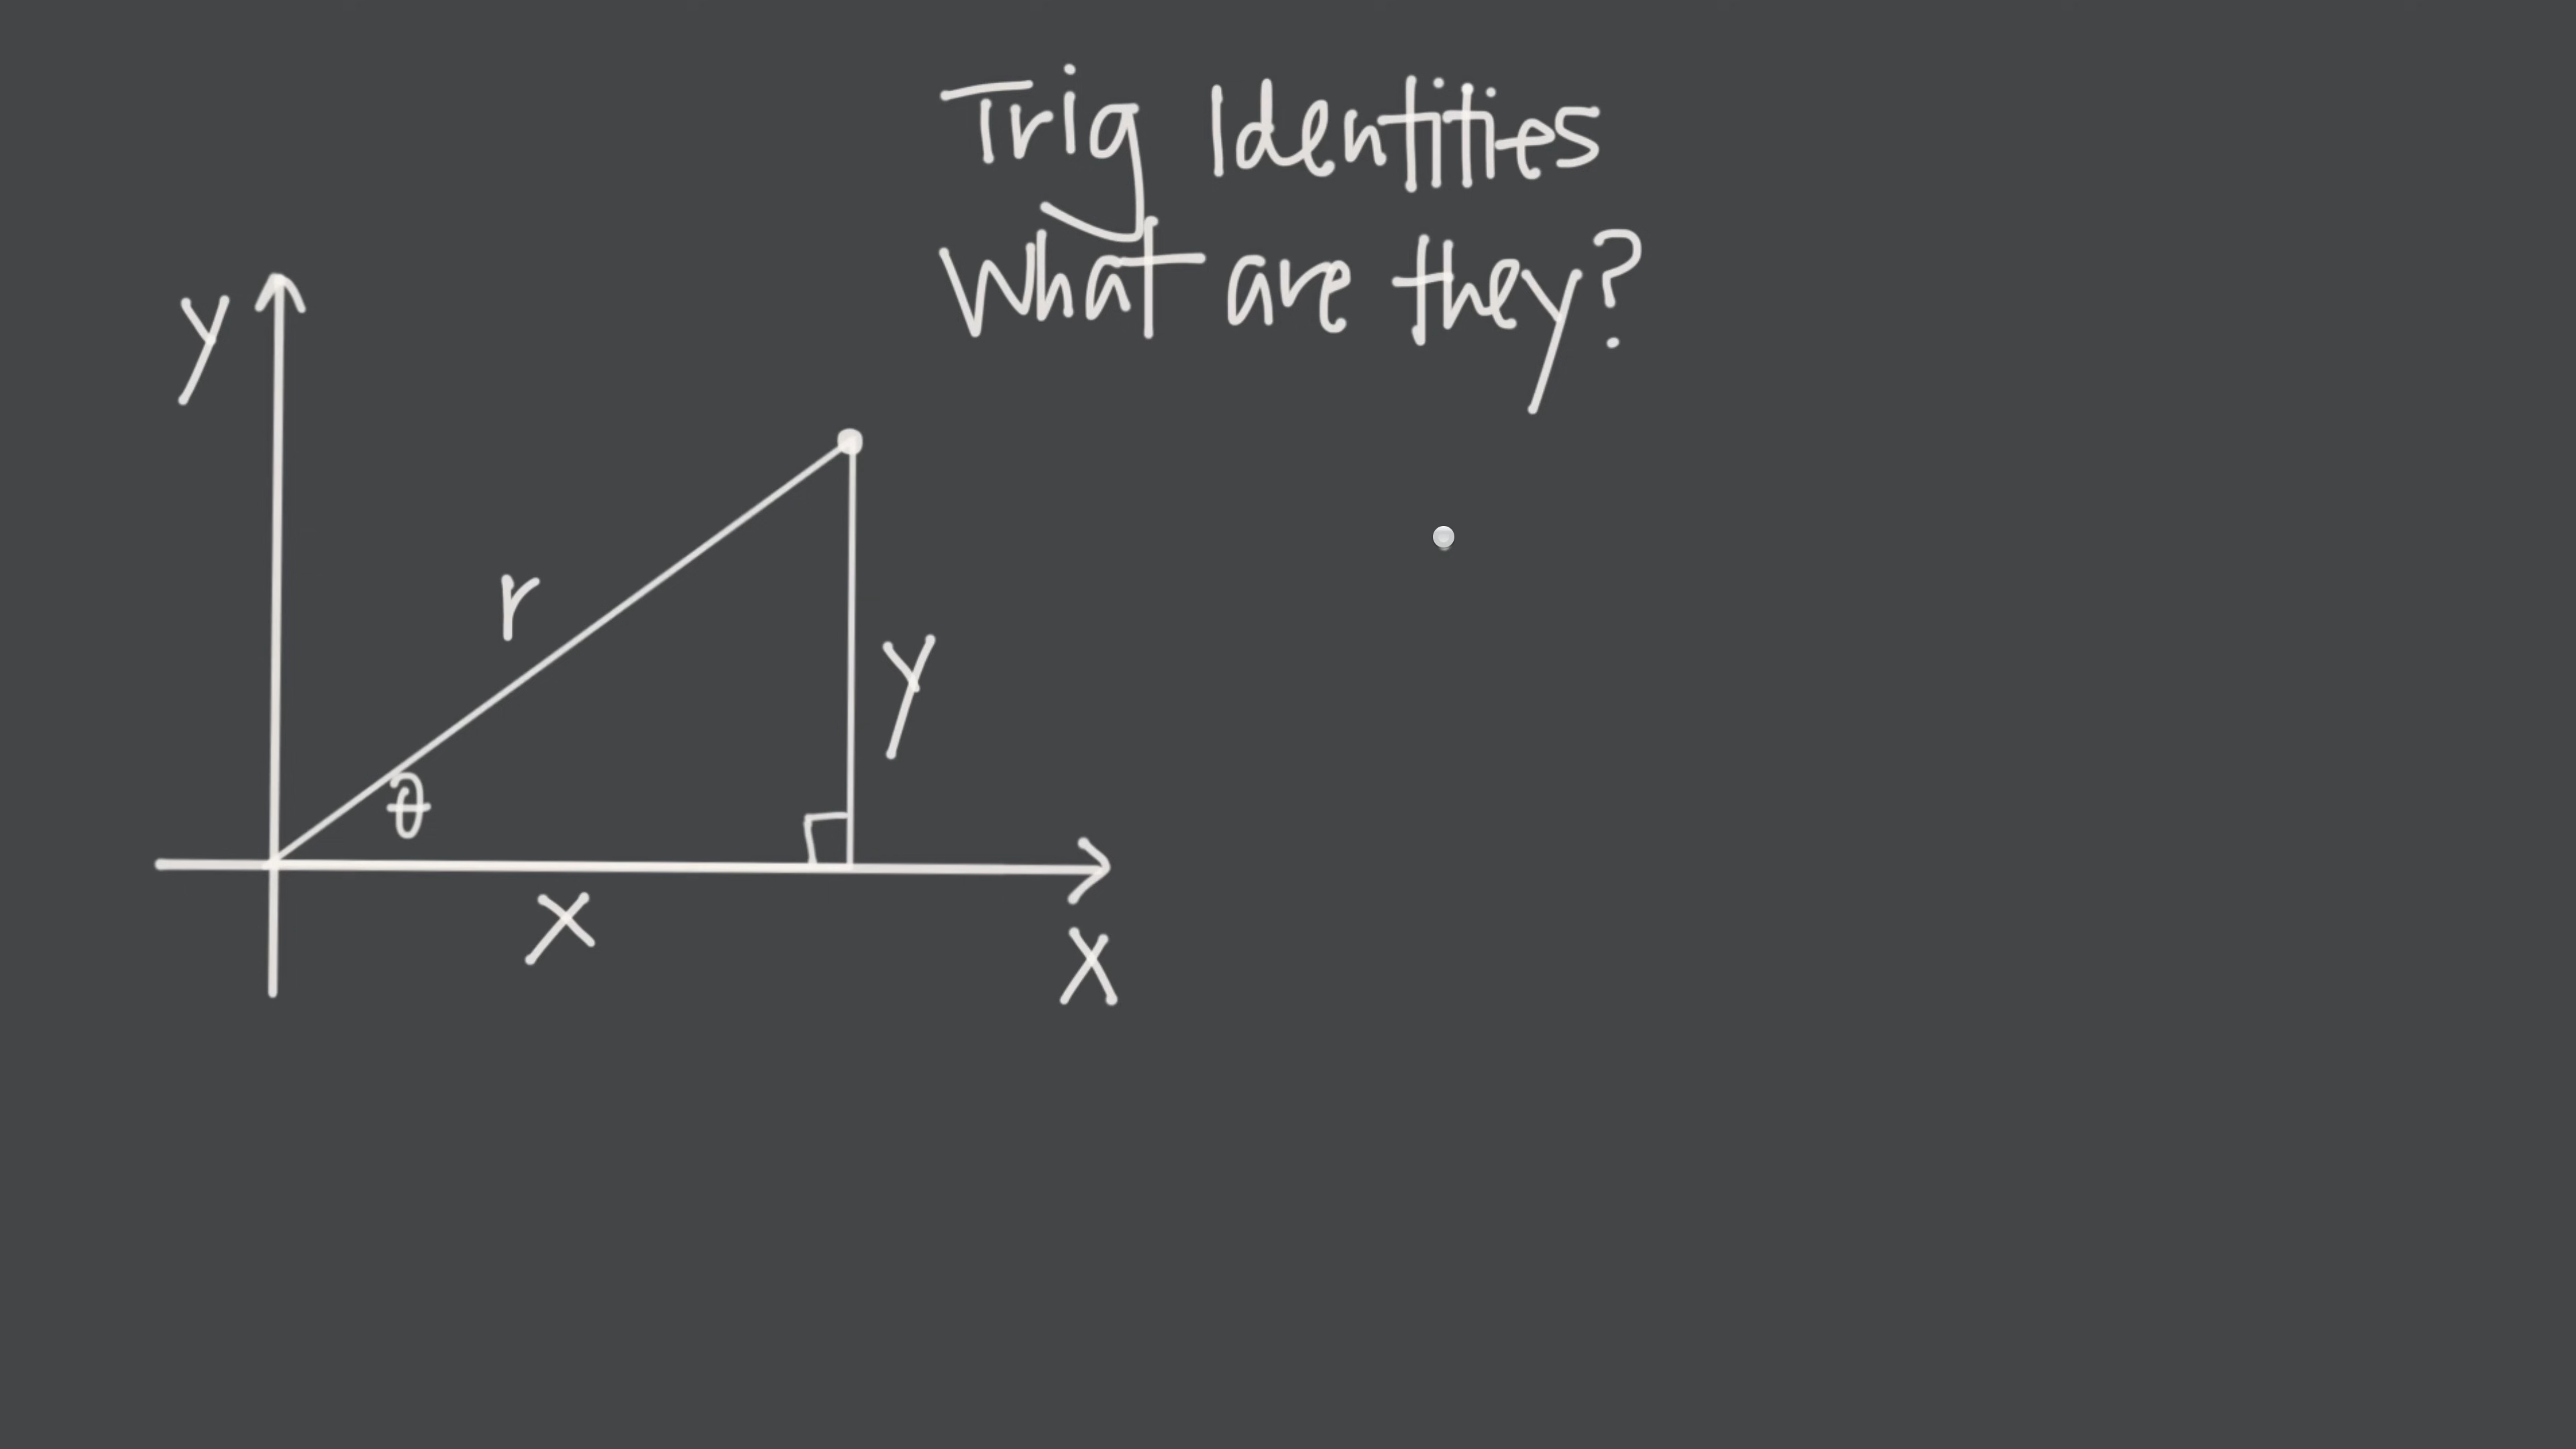 Trig Identities
What are they?
y
r
y
θ
x
x